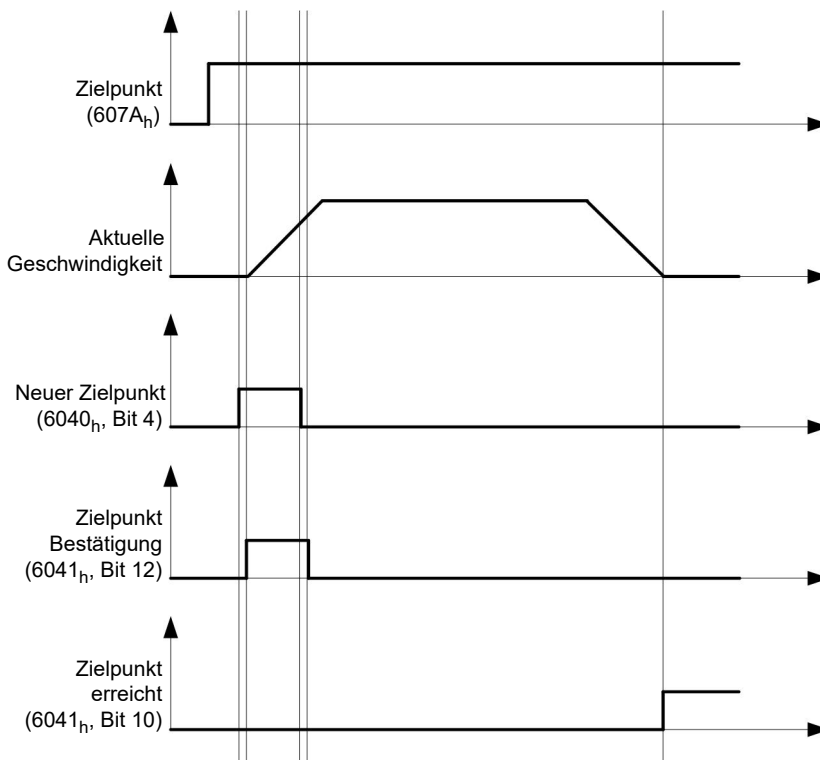 Zielpunkt
(607Aₕ)
Aktuelle
Geschwindigkeit
Neuer Zielpunkt
(6040ₕ, Bit 4)
Zielpunkt
Bestätigung
(6041ₕ, Bit 12)
Zielpunkt
erreicht
(6041ₕ, Bit 10)